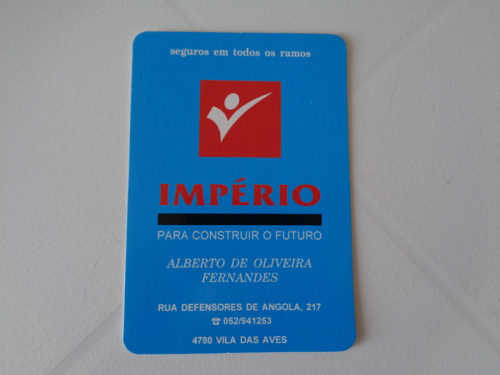 seguros em todos os ramos
IMPÉRIO
PARA CONSTRUIR O FUTURO
ALBERTO DE OLIVEIRA
FERNANDES
RUA DEFENSORES DE ANGOLA, 217
☎ 052/941253
4780 VILA DAS AVES